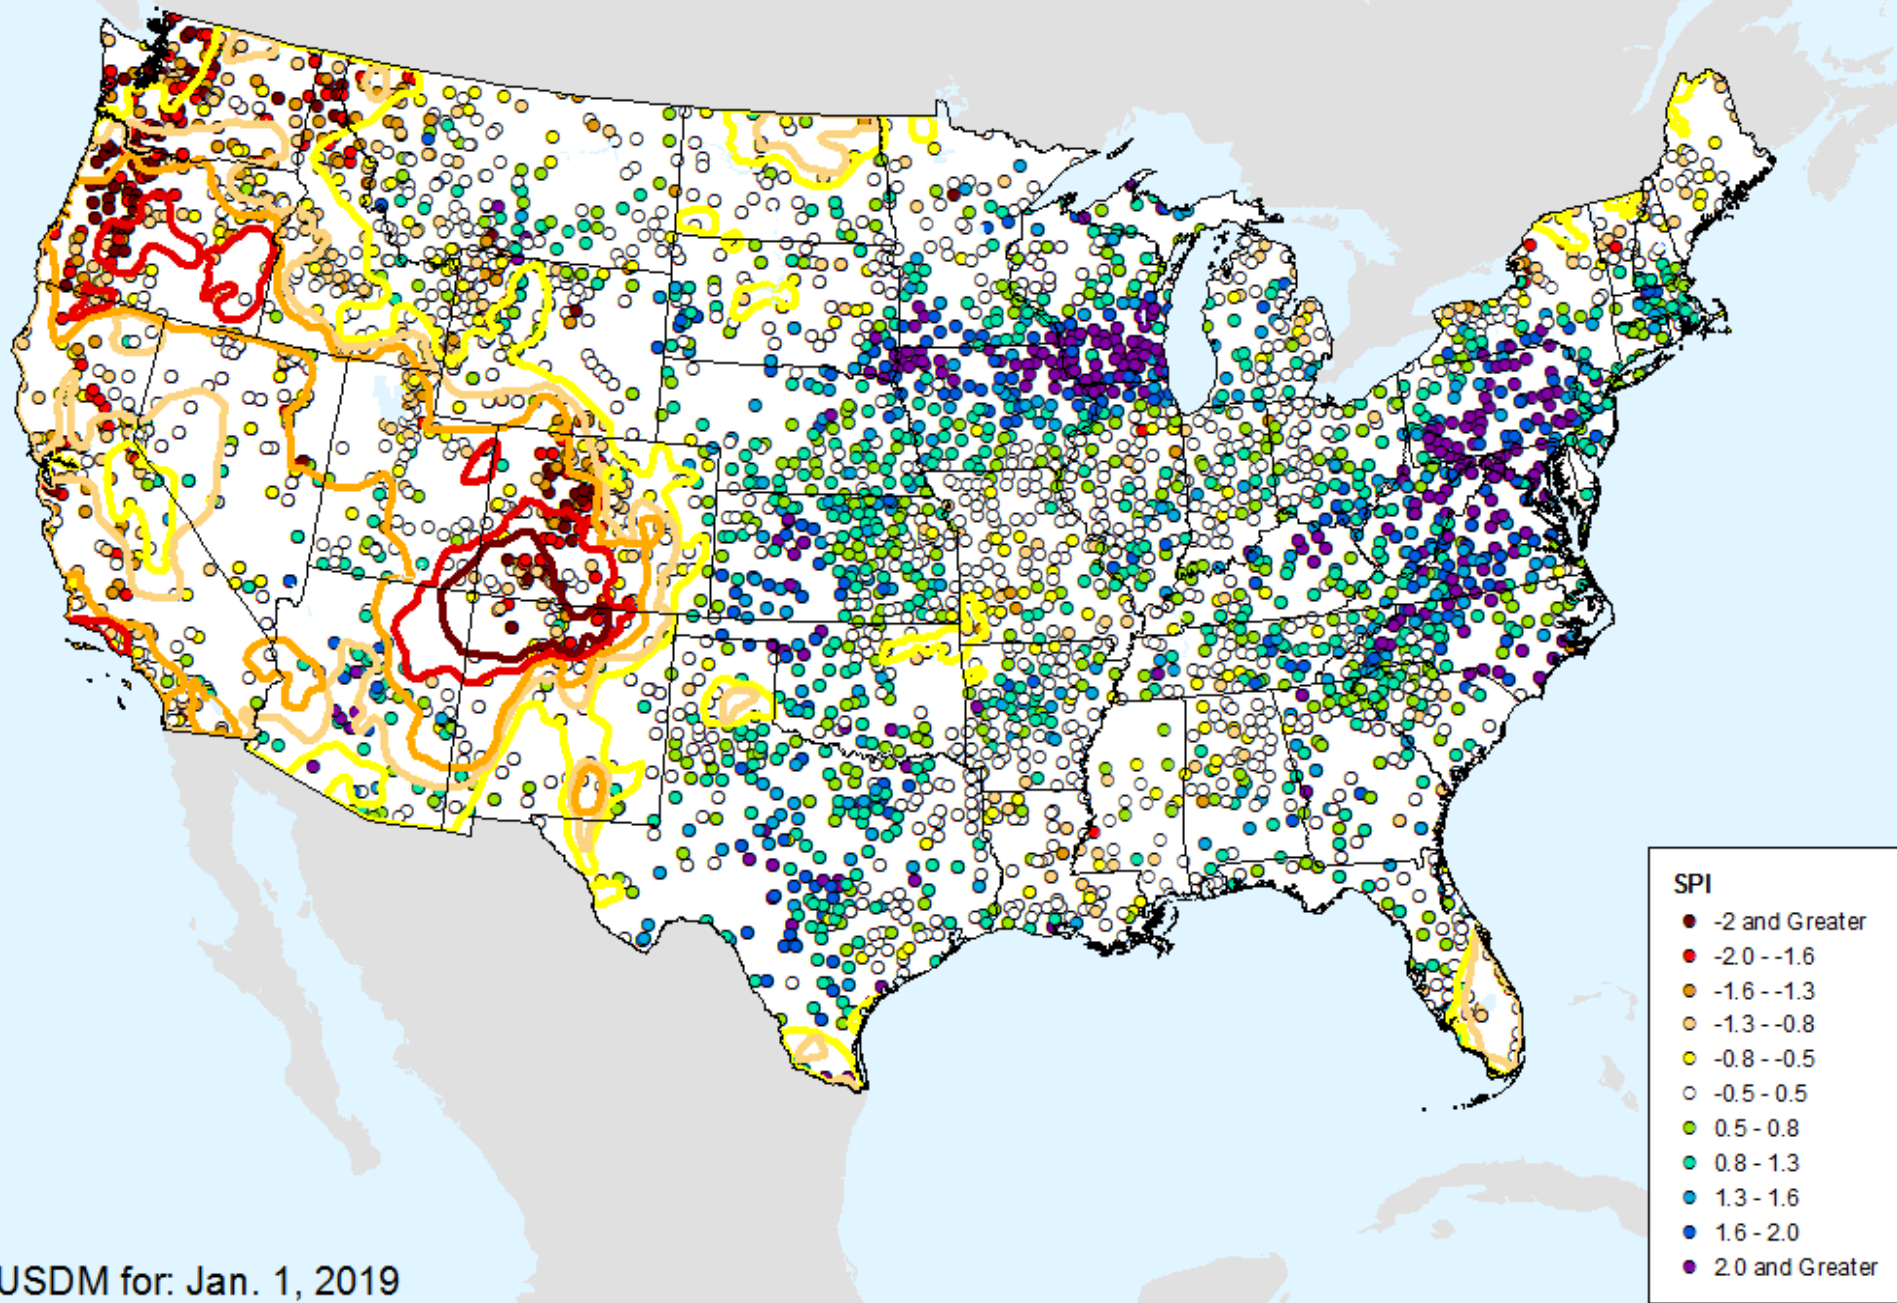 SPI
-2 and Greater
-2.0 - -1.6
-1.6 - -1.3
-1.3 - -0.8
-0.8 - -0.5
-0.5 - 0.5
0.5 - 0.8
0.8 - 1.3
1.3 - 1.6
1.6 - 2.0
2.0 and Greater
USDM for: Jan. 1, 2019